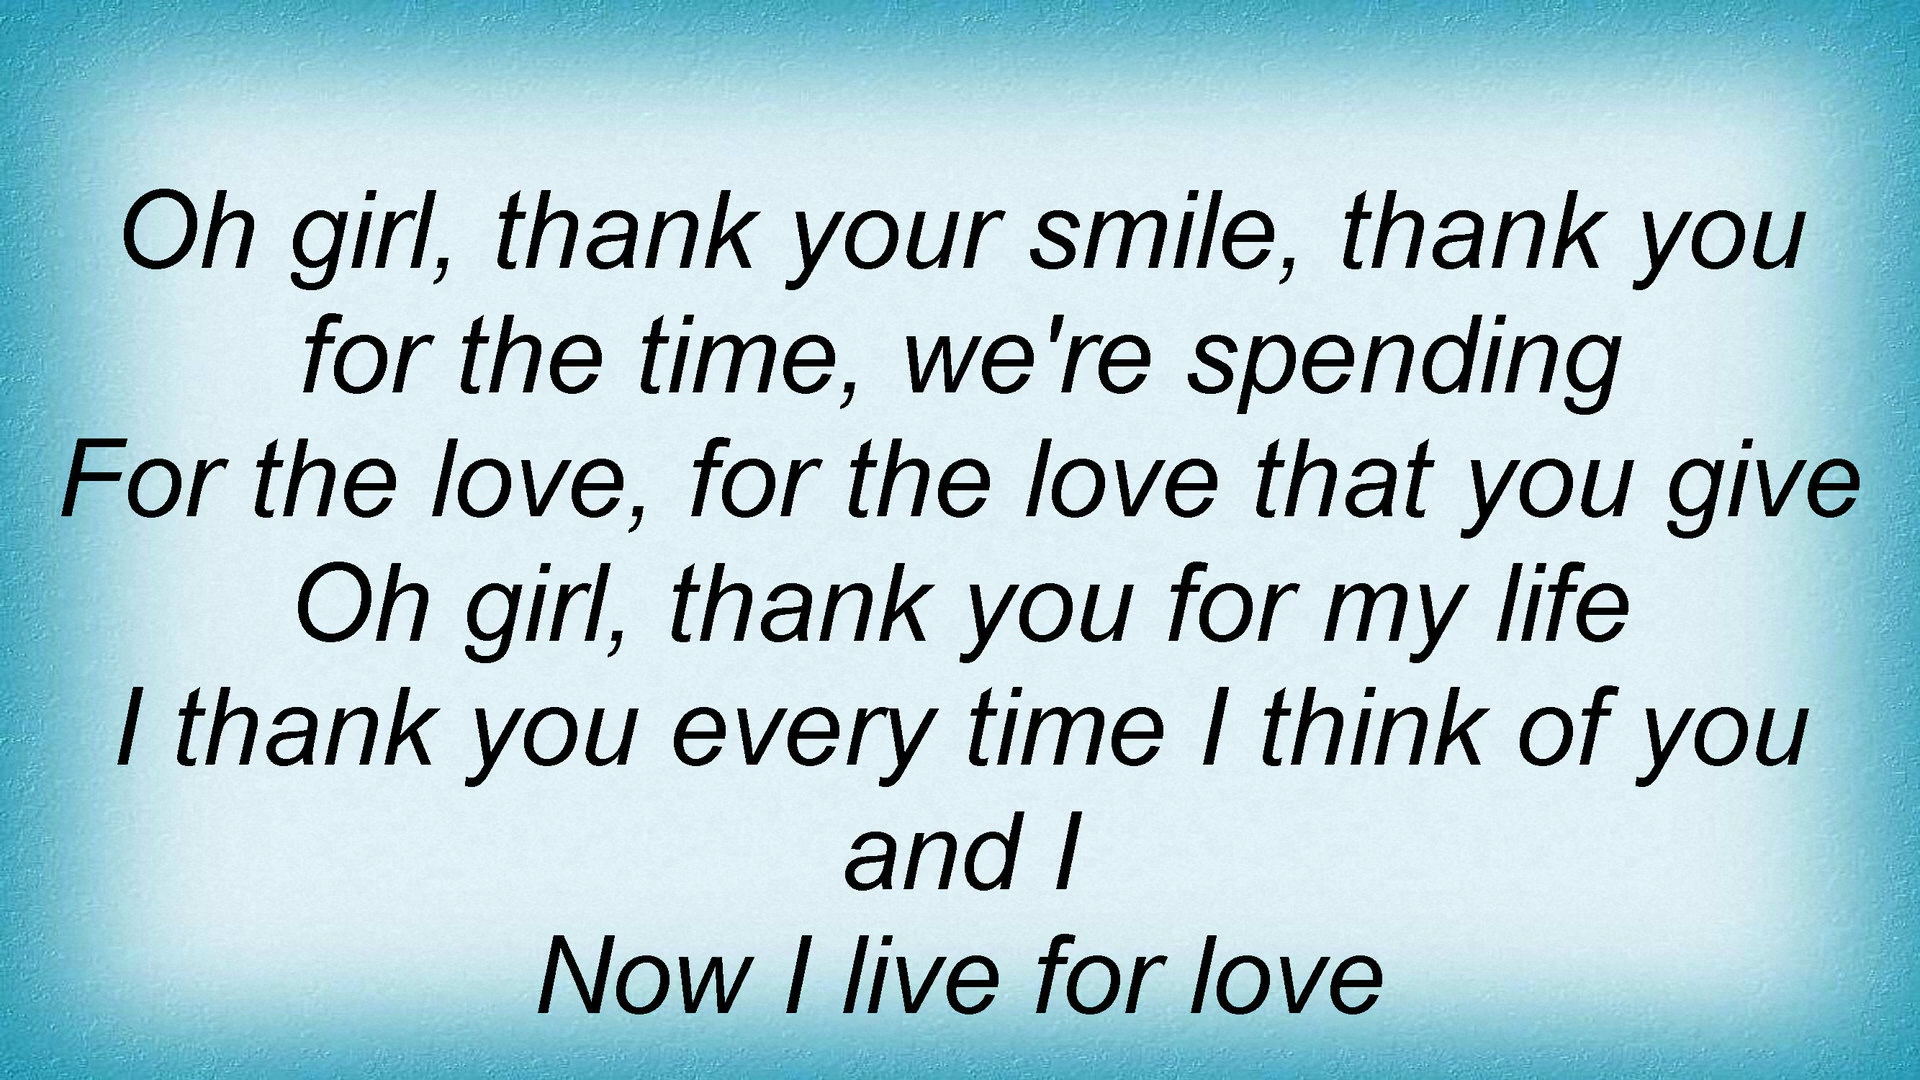 Oh girl, thank your smile, thank you
for the time, we're spending
For the love, for the love that you give
Oh girl, thank you for my life
I thank you every time I think of you
and I
Now I live for love